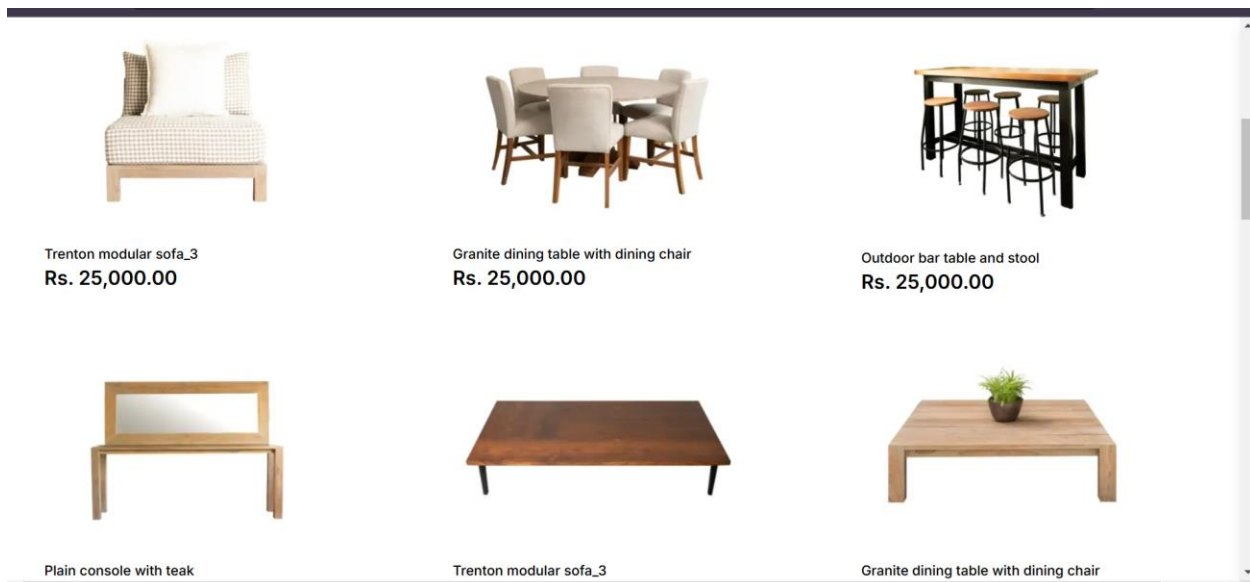 Trenton modular sofa_3
Rs. 25,000.00
Granite dining table with dining chair
Rs. 25,000.00
Outdoor bar table and stool
Rs. 25,000.00
Plain console with teak
Trenton modular sofa_3
Granite dining table with dining chair